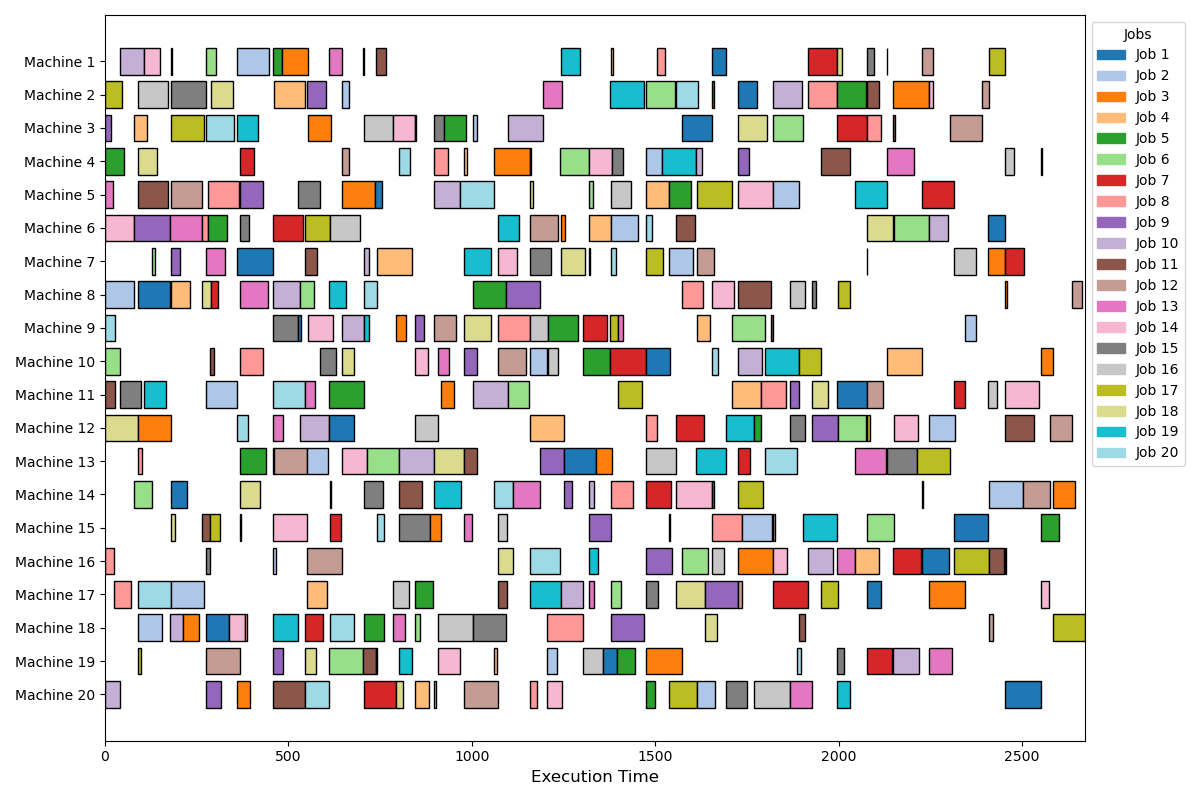 Machine 1
Machine 2
Machine 3
Machine 4
Machine 5
Machine 6
Machine 7
Machine 8
Machine 9
Machine 10
Machine 11
Machine 12
Machine 13
Machine 14
Machine 15
Machine 16
Machine 17
Machine 18
Machine 19
Machine 20
0 500 1000 1500 2000 2500
Execution Time
Jobs
Job 1
Job 2
Job 3
Job 4
Job 5
Job 6
Job 7
Job 8
Job 9
Job 10
Job 11
Job 12
Job 13
Job 14
Job 15
Job 16
Job 17
Job 18
Job 19
Job 20